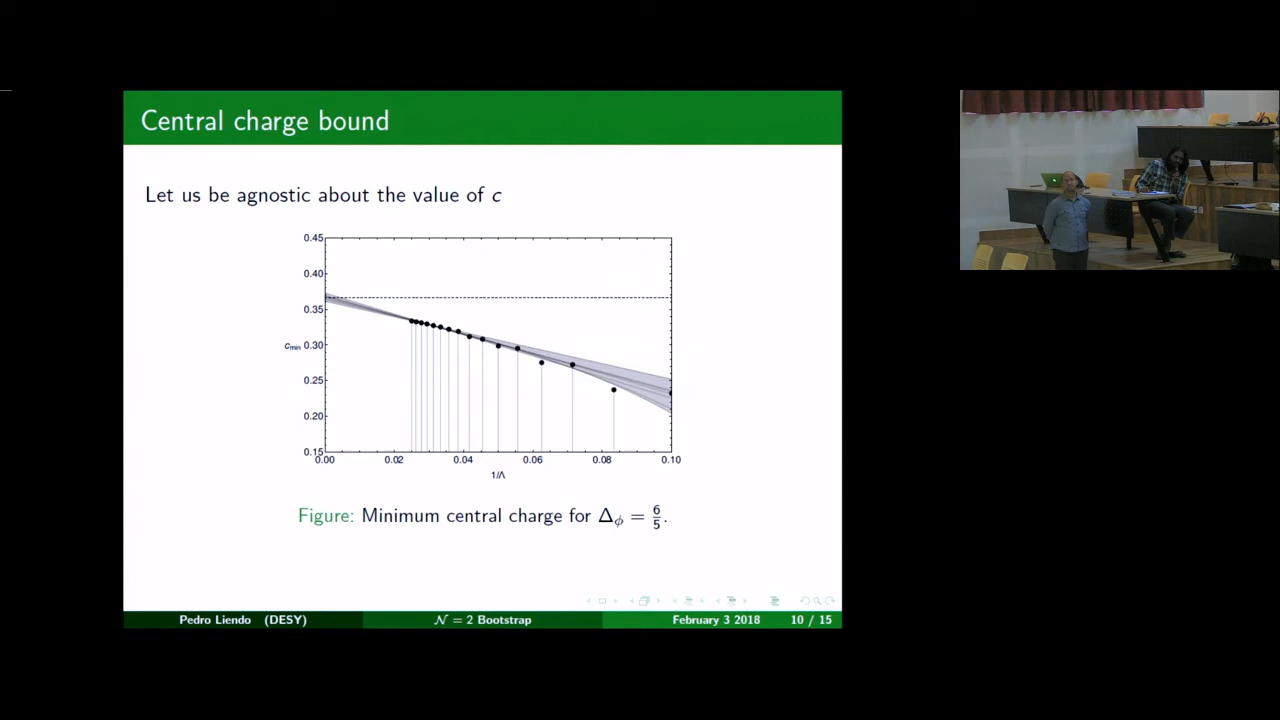 Central charge bound
Let us be agnostic about the value of c
0.45
0.40
0.35
0.30
0.25
0.20
0.15
c_min
0.00 0.02 0.04 0.06 0.08 0.10
1/Λ
Figure: Minimum central charge for Δ_ϕ = 6/5.
Pedro Liendo (DESY) 𝒩 = 2 Bootstrap February 3 2018 10 / 15